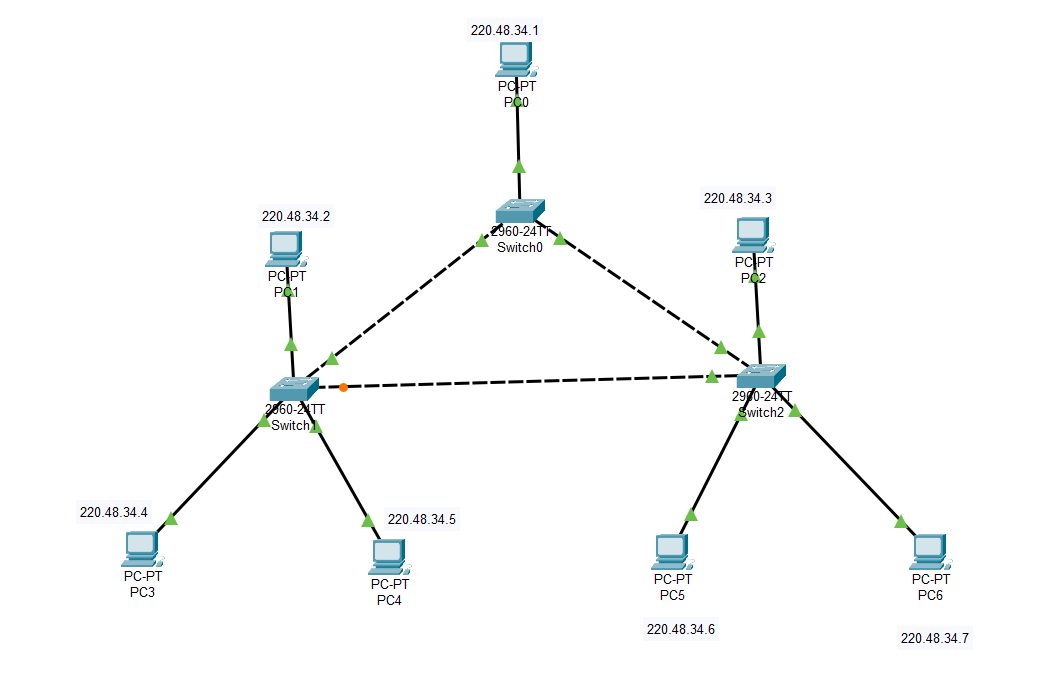 220.48.34.1
PC-PT
PC0
220.48.34.3
220.48.34.2
2960-24TT
Switch0
PC-PT
PC2
PC-PT
PC1
2960-24TT
Switch2
2960-24TT
Switch1
220.48.34.4
220.48.34.5
PC-PT
PC3
PC-PT
PC4
PC-PT
PC5
PC-PT
PC6
220.48.34.6
220.48.34.7